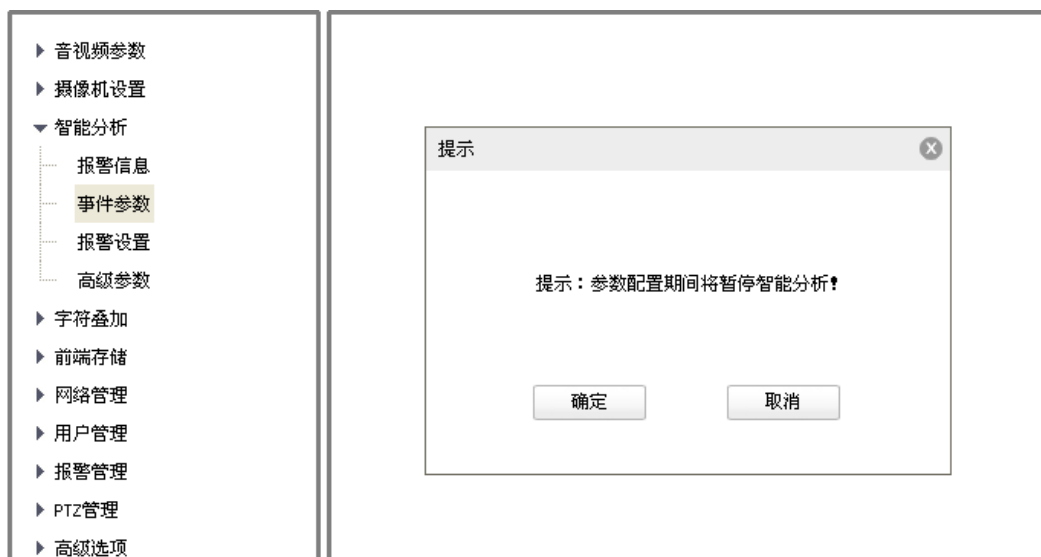 音视频参数
摄像机设置
智能分析
报警信息
事件参数
报警设置
高级参数
字符叠加
前端存储
网络管理
用户管理
报警管理
PTZ管理
高级选项
提示
提示：参数配置期间将暂停智能分析！
确定
取消